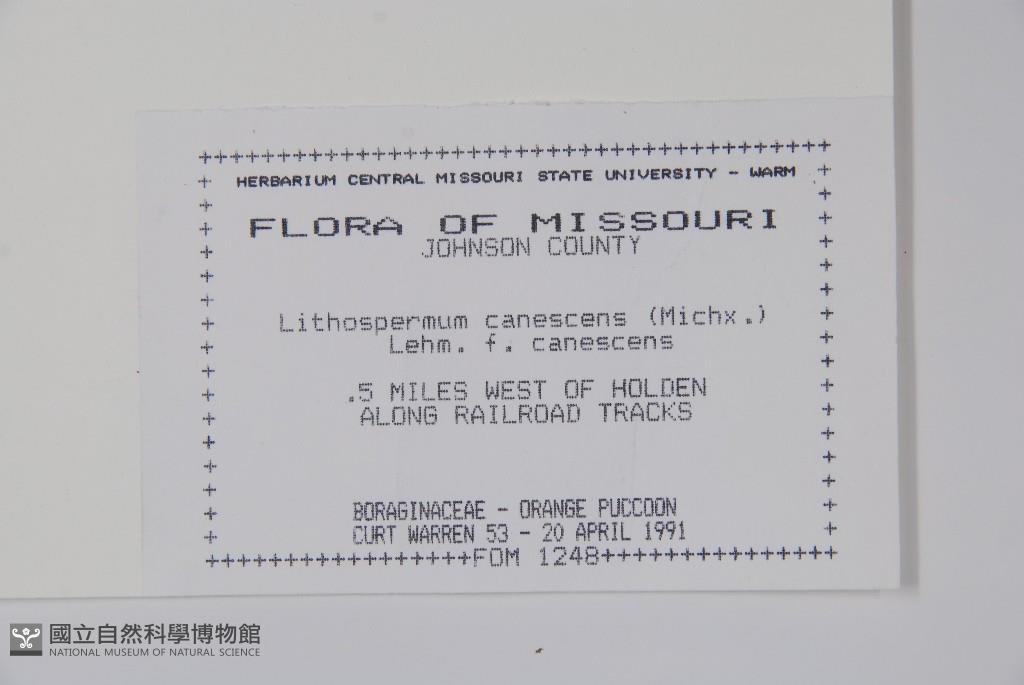 +++++++++++++++++++++++++++++++++++++++
+ HERBARIUM CENTRAL MISSOURI STATE UNIVERSITY - WARM +
FLORA OF MISSOURI
JOHNSON COUNTY
Lithospermum canescens (Michx.)
Lehm. f. canescens
.5 MILES WEST OF HOLDEN
ALONG RAILROAD TRACKS
BORAGINACEAE - ORANGE PUCCOON
CURT WARREN 53 - 20 APRIL 1991
+++++++++++++++++FOM 1248+++++++++++++++
國立自然科學博物館
NATIONAL MUSEUM OF NATURAL SCIENCE